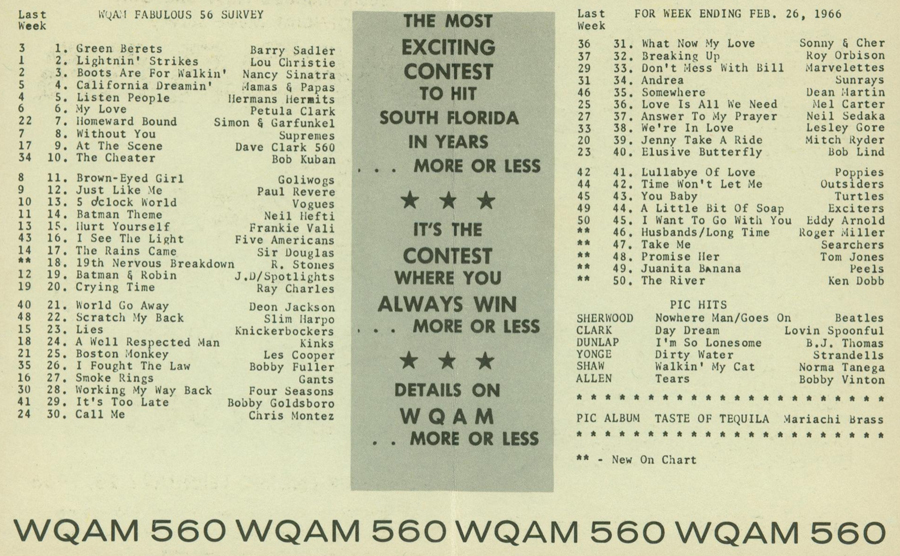 Last WQAM FABULOUS 56 SURVEY
Week
3 1. Green Berets Barry Sadler
1 2. Lightnin' Strikes Lou Christie
2 3. Boots Are For Walkin' Nancy Sinatra
5 4. California Dreamin' Mamas & Papas
4 5. Listen People Hermans Hermits
6 6. My Love Petula Clark
22 7. Homeward Bound Simon & Garfunkel
7 8. Without You Supremes
17 9. At The Scene Dave Clark 560
34 10. The Cheater Bob Kuban
8 11. Brown-Eyed Girl Goliwogs
9 12. Just Like Me Paul Revere
10 13. 5 o'clock World Vogues
11 14. Batman Theme Neil Hefti
13 15. Hurt Yourself Frankie Vali
43 16. I See The Light Five Americans
14 17. The Rains Came Sir Douglas
** 18. 19th Nervous Breakdown R. Stones
12 19. Batman & Robin J.D/Spotlights
19 20. Crying Time Ray Charles
40 21. World Go Away Deon Jackson
48 22. Scratch My Back Slim Harpo
15 23. Lies Knickerbockers
18 24. A Well Respected Man Kinks
21 25. Boston Monkey Les Cooper
35 26. I Fought The Law Bobby Fuller
16 27. Smoke Rings Gants
30 28. Working My Way Back Four Seasons
41 29. It's Too Late Bobby Goldsboro
24 30. Call Me Chris Montez
THE MOST
EXCITING
CONTEST
TO HIT
SOUTH FLORIDA
IN YEARS
. . . MORE OR LESS
★ ★ ★
IT'S THE
CONTEST
WHERE YOU
ALWAYS WIN
. . . MORE OR LESS
★ ★ ★
DETAILS ON
WQAM
. . MORE OR LESS
Last FOR WEEK ENDING FEB. 26, 1966
Week
36 31. What Now My Love Sonny & Cher
37 32. Breaking Up Roy Orbison
29 33. Don't Mess With Bill Marvelettes
31 34. Andrea Sunrays
46 35. Somewhere Dean Martin
25 36. Love Is All We Need Mel Carter
27 37. Answer To My Prayer Neil Sedaka
33 38. We're In Love Lesley Gore
20 39. Jenny Take A Ride Mitch Ryder
23 40. Elusive Butterfly Bob Lind
42 41. Lullabye Of Love Poppies
44 42. Time Won't Let Me Outsiders
45 43. You Baby Turtles
49 44. A Little Bit Of Soap Exciters
50 45. I Want To Go With You Eddy Arnold
** 46. Husbands/Long Time Roger Miller
** 47. Take Me Searchers
** 48. Promise Her Tom Jones
** 49. Juanita Banana Peels
** 50. The River Ken Dobb
PIC HITS
SHERWOOD Nowhere Man/Goes On Beatles
CLARK Day Dream Lovin Spoonful
DUNLAP I'm So Lonesome B.J. Thomas
YONGE Dirty Water Strandells
SHAW Walkin' My Cat Norma Tanega
ALLEN Tears Bobby Vinton
* * * * * * * * * * * * * * * * * * *
PIC ALBUM TASTE OF TEQUILA Mariachi Brass
* * * * * * * * * * * * * * * * * * *
** - New On Chart
WQAM 560 WQAM 560 WQAM 560 WQAM 560